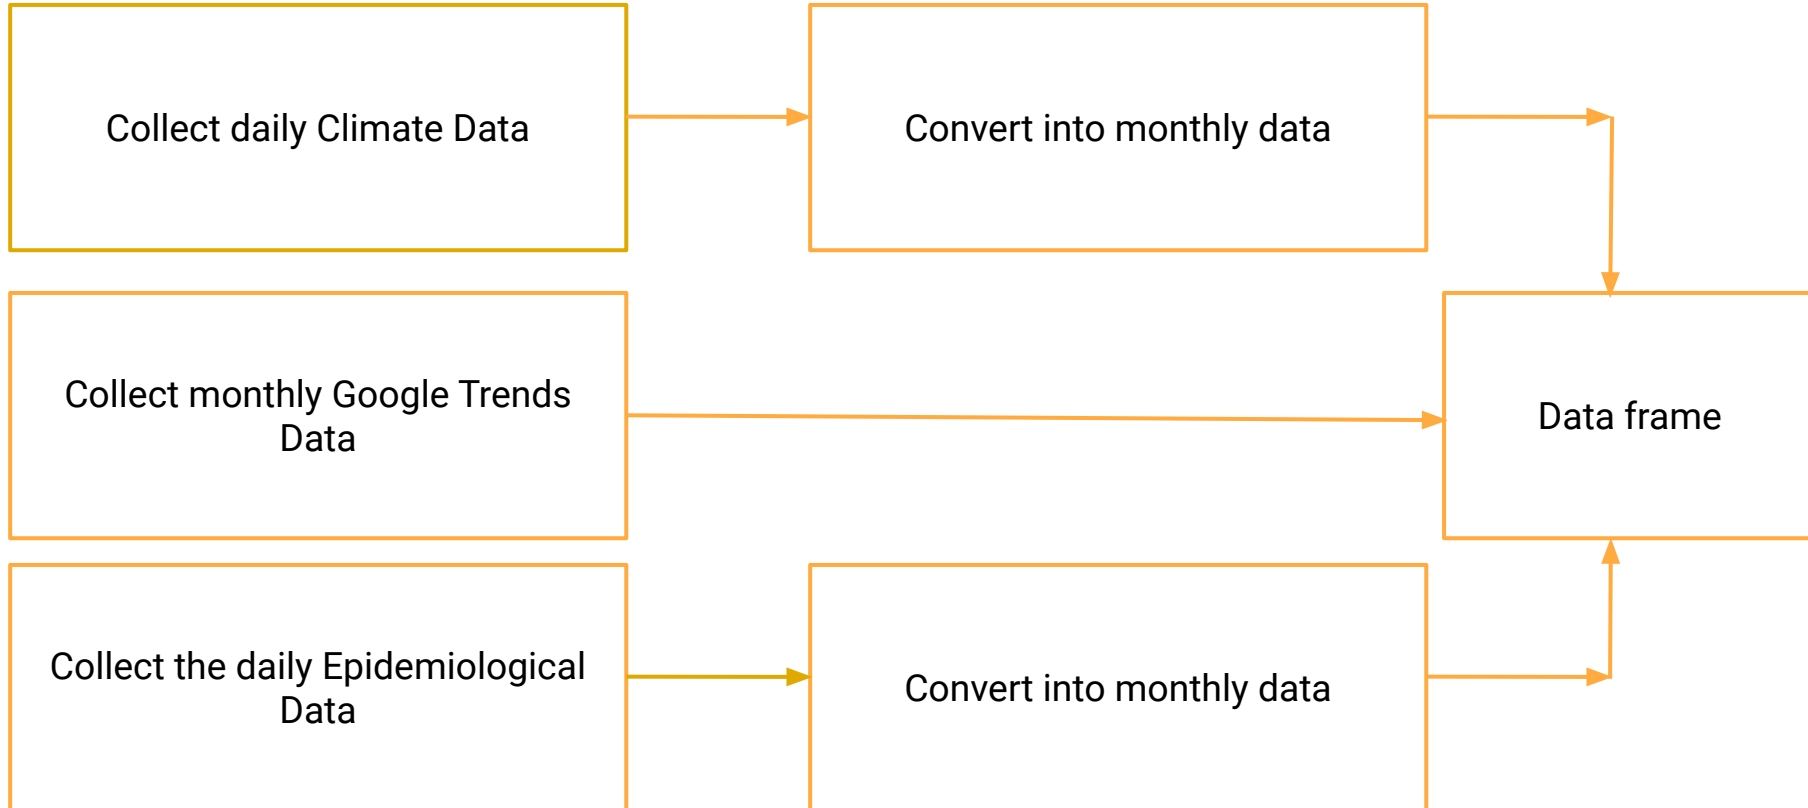 Collect daily Climate Data
Convert into monthly data
Collect monthly Google Trends
Data
Data frame
Collect the daily Epidemiological
Data
Convert into monthly data